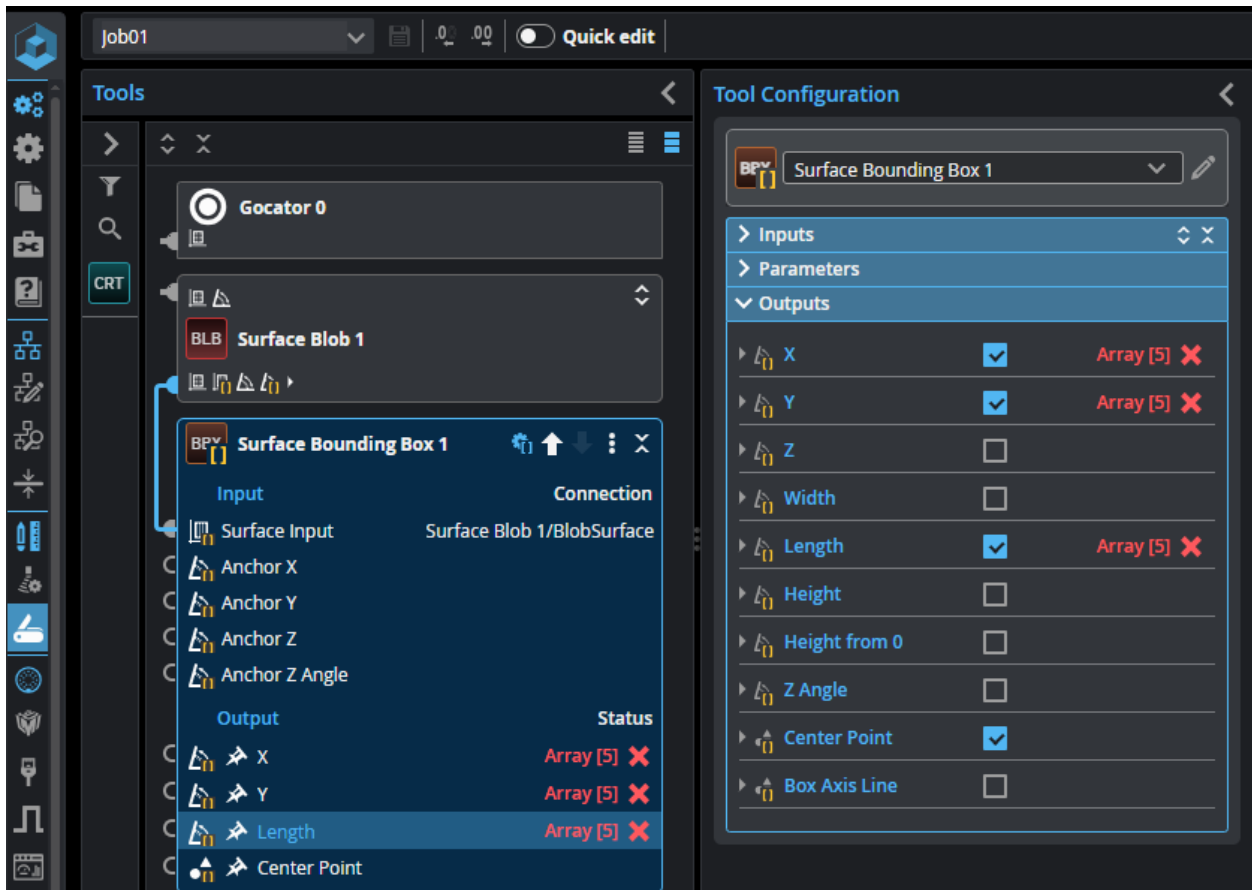 Job01
.0
.00
Quick edit
Tools
CRT
Gocator 0
BLB Surface Blob 1
Surface Bounding Box 1
Input Connection
Surface Input Surface Blob 1/BlobSurface
Anchor X
Anchor Y
Anchor Z
Anchor Z Angle
Output Status
X Array [5]
Y Array [5]
Length Array [5]
Center Point
Tool Configuration
Surface Bounding Box 1
Inputs
Parameters
Outputs
X Array [5]
Y Array [5]
Z
Width
Length Array [5]
Height
Height from 0
Z Angle
Center Point
Box Axis Line